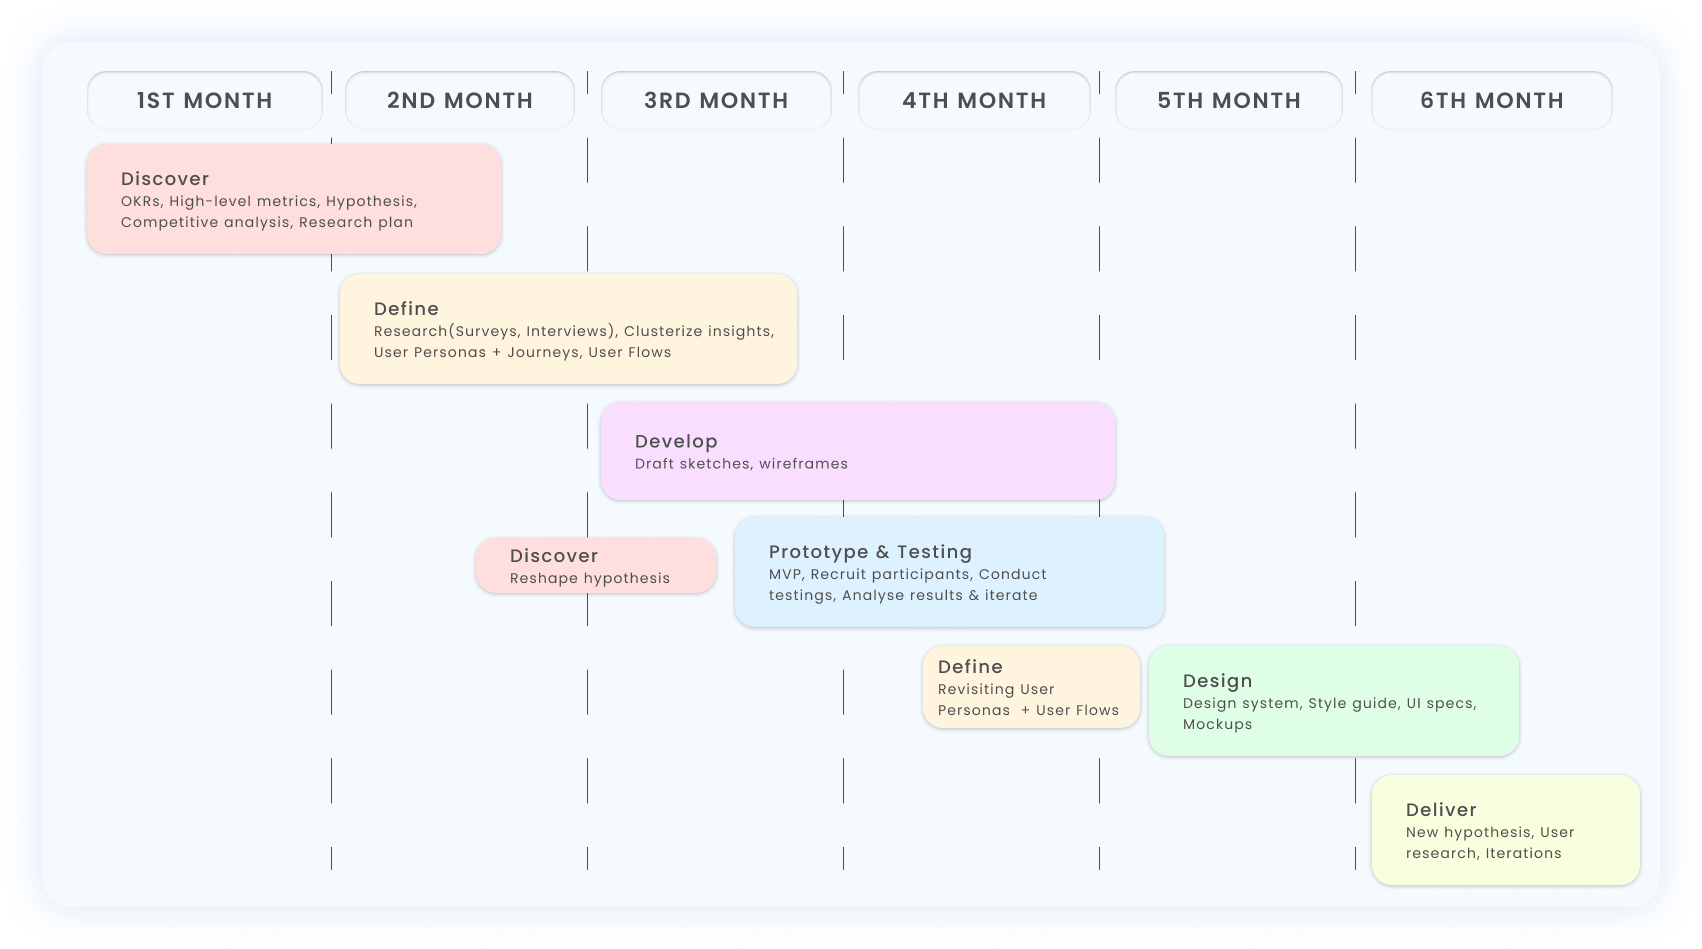 1ST MONTH
2ND MONTH
3RD MONTH
4TH MONTH
5TH MONTH
6TH MONTH
Discover
OKRs, High-level metrics, Hypothesis,
Competitive analysis, Research plan
Define
Research(Surveys, Interviews), Clusterize insights,
User Personas + Journeys, User Flows
Develop
Draft sketches, wireframes
Discover
Reshape hypothesis
Prototype & Testing
MVP, Recruit participants, Conduct
testings, Analyse results & iterate
Define
Revisiting User
Personas  + User Flows
Design
Design system, Style guide, UI specs,
Mockups
Deliver
New hypothesis, User
research, Iterations